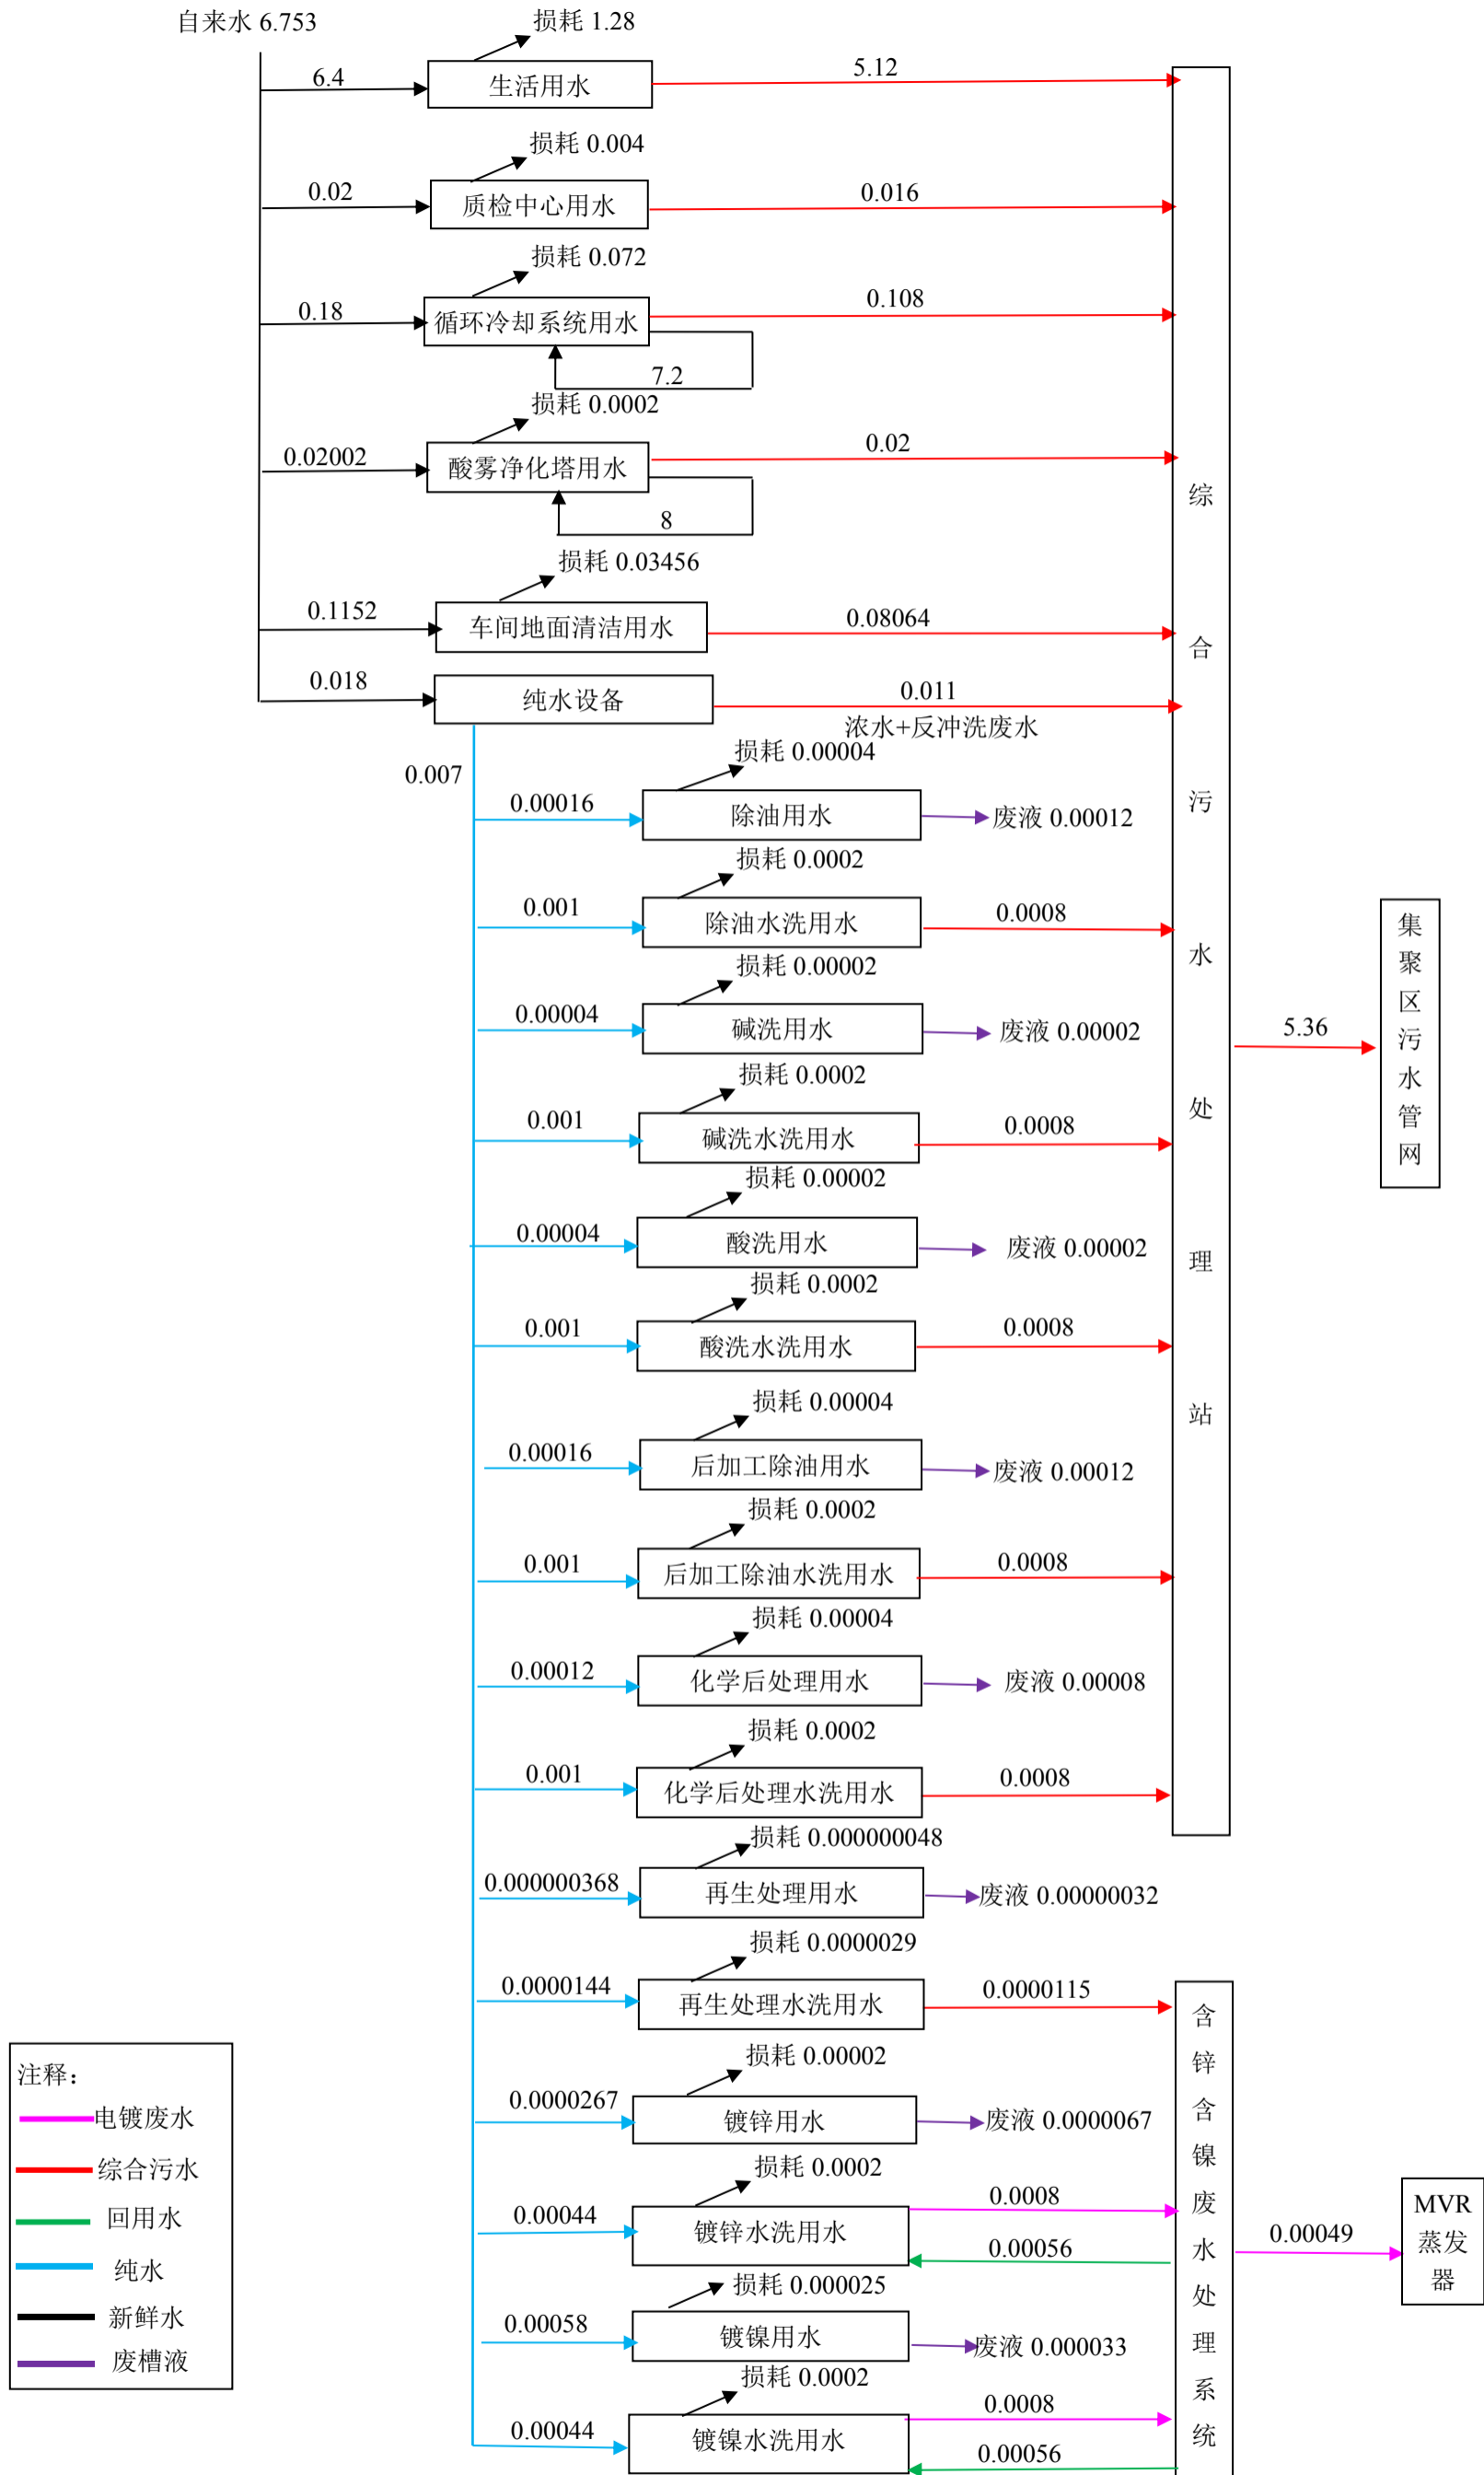 自来水 6.753
损耗 1.28
6.4
生活用水
5.12
损耗 0.004
0.02
质检中心用水
0.016
损耗 0.072
0.18
循环冷却系统用水
0.108
7.2
损耗 0.0002
0.02002
酸雾净化塔用水
0.02
8
损耗 0.03456
0.1152
车间地面清洁用水
0.08064
0.018
纯水设备
0.011
浓水+反冲洗废水
0.007
损耗 0.00004
0.00016
除油用水
废液 0.00012
损耗 0.0002
0.001
除油水洗用水
0.0008
损耗 0.00002
0.00004
碱洗用水
废液 0.00002
损耗 0.0002
0.001
碱洗水洗用水
0.0008
损耗 0.00002
0.00004
酸洗用水
废液 0.00002
损耗 0.0002
0.001
酸洗水洗用水
0.0008
损耗 0.00004
0.00016
后加工除油用水
废液 0.00012
损耗 0.0002
0.001
后加工除油水洗用水
0.0008
损耗 0.00004
0.00012
化学后处理用水
废液 0.00008
损耗 0.0002
0.001
化学后处理水洗用水
0.0008
综合污水处理站
5.36
集聚区污水管网
损耗 0.000000048
0.000000368
再生处理用水
废液 0.00000032
损耗 0.0000029
0.0000144
再生处理水洗用水
0.0000115
损耗 0.00002
0.0000267
镀锌用水
废液 0.0000067
损耗 0.0002
0.00044
镀锌水洗用水
0.0008
0.00056
损耗 0.000025
0.00058
镀镍用水
废液 0.000033
损耗 0.0002
0.00044
镀镍水洗用水
0.0008
0.00056
含锌含镍废水处理系统
0.00049
MVR
蒸发
器
注释：
电镀废水
综合污水
回用水
纯水
新鲜水
废槽液